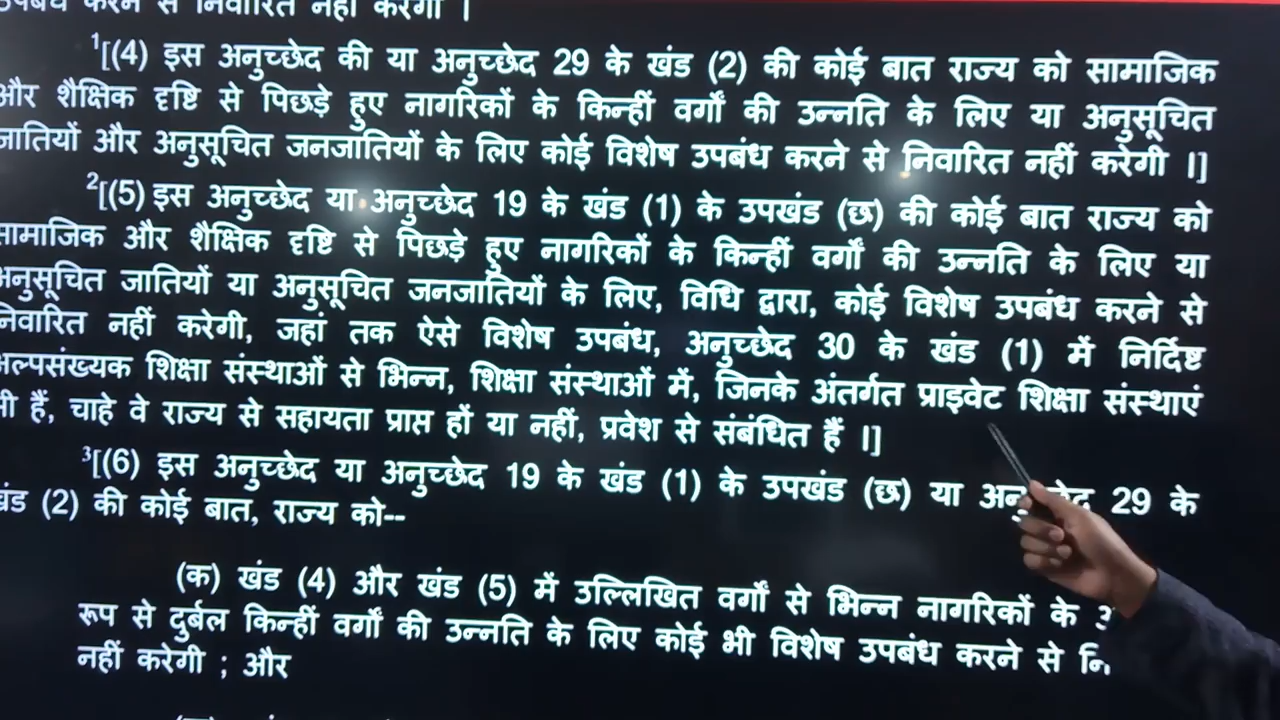 उपबंध करने से निवारित नहीं करेगी ।
¹[(4) इस अनुच्छेद की या अनुच्छेद 29 के खंड (2) की कोई बात राज्य को सामाजिक
और शैक्षिक दृष्टि से पिछड़े हुए नागरिकों के किन्हीं वर्गों की उन्नति के लिए या अनुसूचित
जातियों और अनुसूचित जनजातियों के लिए कोई विशेष उपबंध करने से निवारित नहीं करेगी ।]
²[(5) इस अनुच्छेद या अनुच्छेद 19 के खंड (1) के उपखंड (छ) की कोई बात राज्य को
सामाजिक और शैक्षिक दृष्टि से पिछड़े हुए नागरिकों के किन्हीं वर्गों की उन्नति के लिए या
अनुसूचित जातियों या अनुसूचित जनजातियों के लिए, विधि द्वारा, कोई विशेष उपबंध करने से
निवारित नहीं करेगी, जहां तक ऐसे विशेष उपबंध, अनुच्छेद 30 के खंड (1) में निर्दिष्ट
अल्पसंख्यक शिक्षा संस्थाओं से भिन्न, शिक्षा संस्थाओं में, जिनके अंतर्गत प्राइवेट शिक्षा संस्थाएं
भी हैं, चाहे वे राज्य से सहायता प्राप्त हों या नहीं, प्रवेश से संबंधित हैं ।]
³[(6) इस अनुच्छेद या अनुच्छेद 19 के खंड (1) के उपखंड (छ) या अनुच्छेद 29 के
खंड (2) की कोई बात, राज्य को--
(क) खंड (4) और खंड (5) में उल्लिखित वर्गों से भिन्न नागरिकों के
रूप से दुर्बल किन्हीं वर्गों की उन्नति के लिए कोई भी विशेष उपबंध करने से
नहीं करेगी ; और